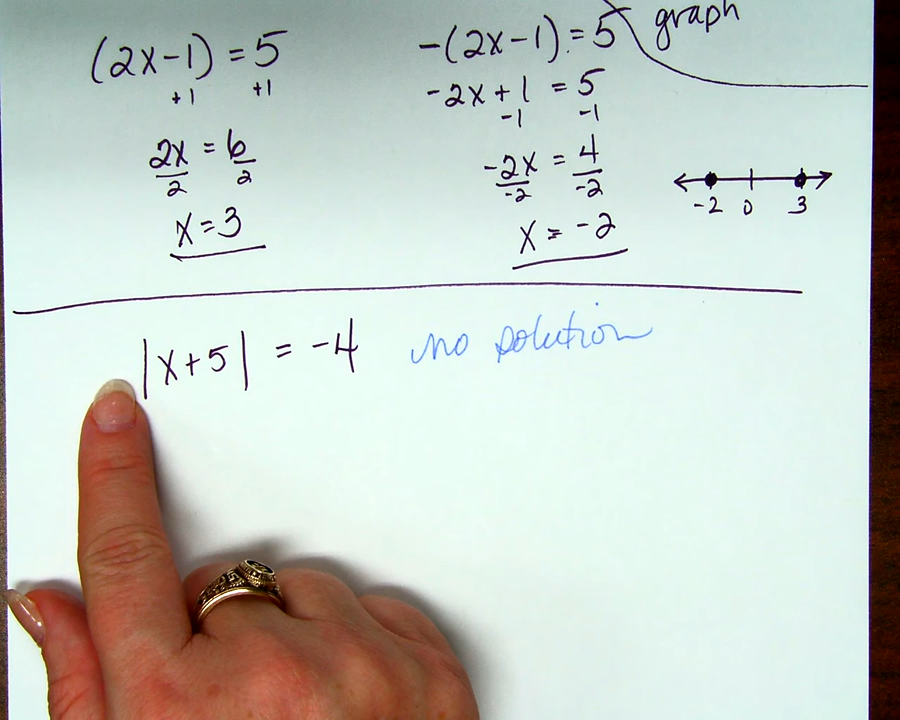 graph
(2x-1) = 5
+1 +1
2x = 6
2 2
x = 3
-(2x-1) = 5
-2x+1 = 5
-1 -1
-2x = 4
-2 -2
x = -2
-2 0 3
|x+5| = -4 no solution